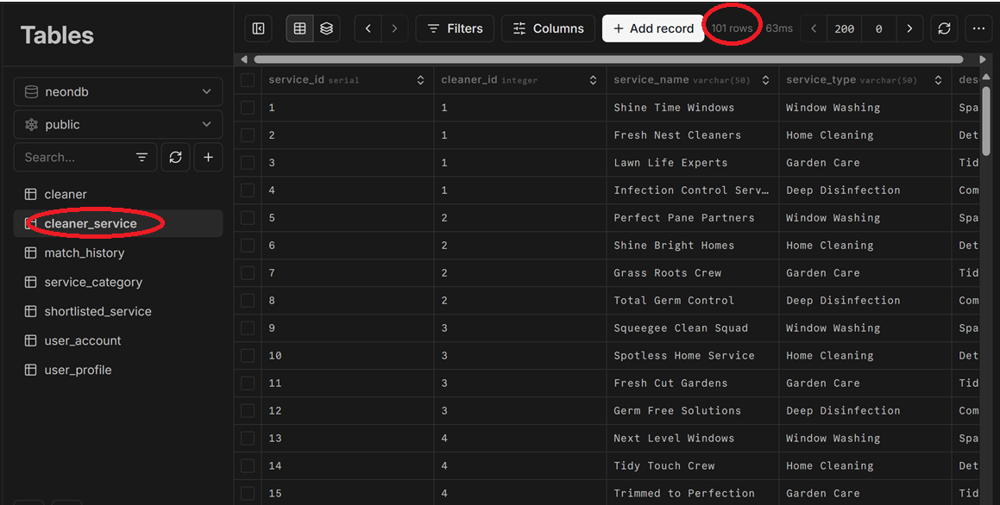 Tables
neondb
public
Search...
cleaner
cleaner_service
match_history
service_category
shortlisted_service
user_account
user_profile
Filters Columns + Add record 101 rows 63ms 200 0
service_id serial cleaner_id integer service_name varchar(50) service_type varchar(50) des
1 1 Shine Time Windows Window Washing Spa
2 1 Fresh Nest Cleaners Home Cleaning Det
3 1 Lawn Life Experts Garden Care Tid
4 1 Infection Control Serv… Deep Disinfection Com
5 2 Perfect Pane Partners Window Washing Spa
6 2 Shine Bright Homes Home Cleaning Det
7 2 Grass Roots Crew Garden Care Tid
8 2 Total Germ Control Deep Disinfection Com
9 3 Squeegee Clean Squad Window Washing Spa
10 3 Spotless Home Service Home Cleaning Det
11 3 Fresh Cut Gardens Garden Care Tid
12 3 Germ Free Solutions Deep Disinfection Com
13 4 Next Level Windows Window Washing Spa
14 4 Tidy Touch Crew Home Cleaning Det
15 4 Trimmed to Perfection Garden Care Tid